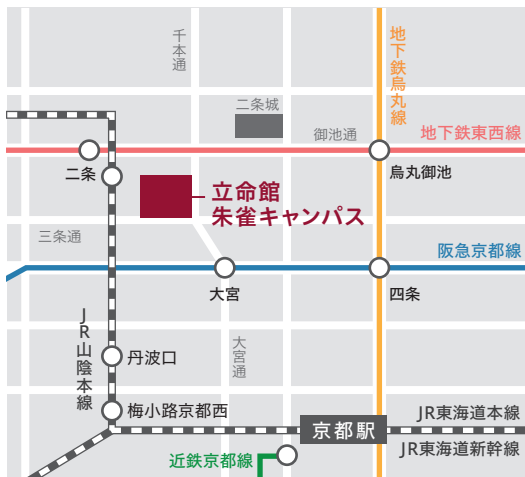 千本通
地下鉄烏丸線
二条城
御池通
地下鉄東西線
二条
烏丸御池
立命館
朱雀キャンパス
三条通
阪急京都線
大宮
四条
JR山陰本線
大宮通
丹波口
梅小路京都西
JR東海道本線
京都駅
JR東海道新幹線
近鉄京都線